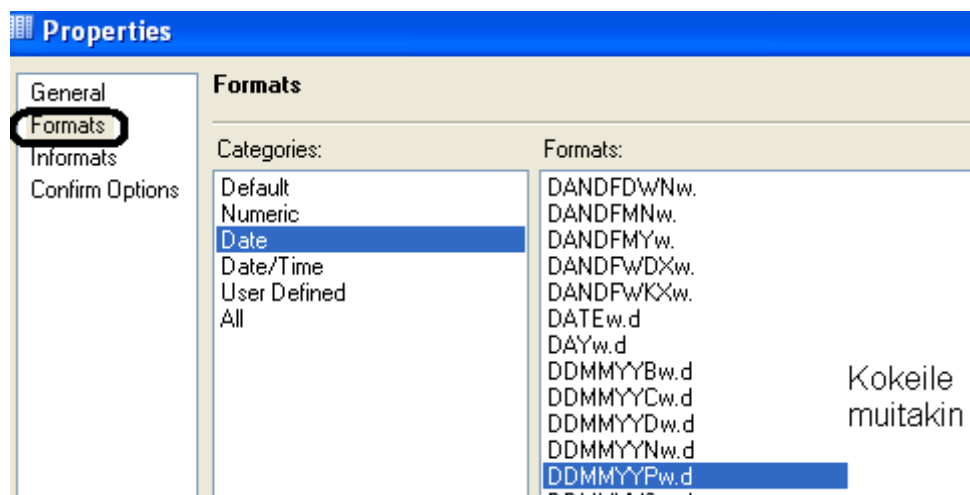 Properties
General
Formats
Informats
Confirm Options
Formats
Categories:
Default
Numeric
Date
Date/Time
User Defined
All
Formats:
DANDFDWNw.
DANDFMNw.
DANDFMYw.
DANDFWDXw.
DANDFWKXw.
DATEw.d
DAYw.d
DDMMYYBw.d
DDMMYYCw.d
DDMMYYDw.d
DDMMYYNw.d
DDMMYYPw.d
Kokeile
muitakin